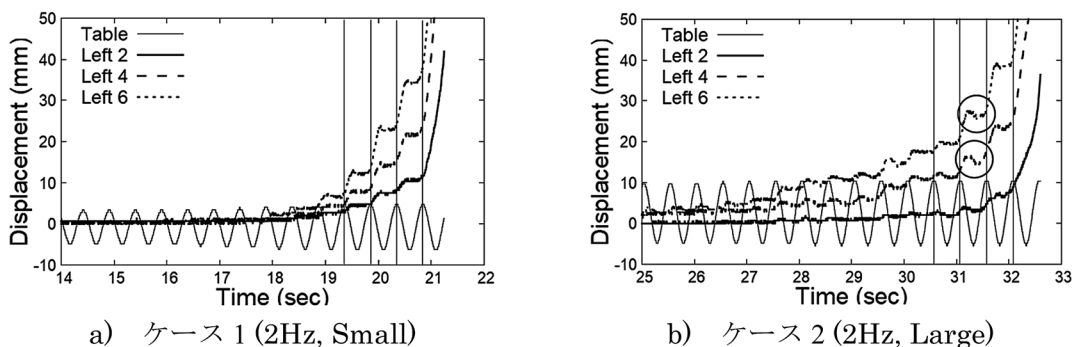 Displacement (mm)
50
40
30
20
10
0
-10
Table
Left 2
Left 4
Left 6
14 15 16 17 18 19 20 21 22
Time (sec)
a) ケース 1 (2Hz, Small)
Displacement (mm)
50
40
30
20
10
0
-10
Table
Left 2
Left 4
Left 6
25 26 27 28 29 30 31 32 33
Time (sec)
b) ケース 2 (2Hz, Large)